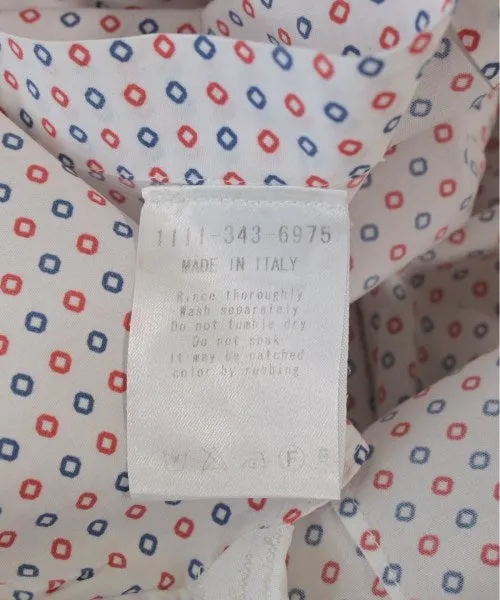 1111-343-6975
MADE IN ITALY
Rince thoroughly
Wash separately
Do not tumble dry
Do not soak
It may be patched
color by rubbing
F